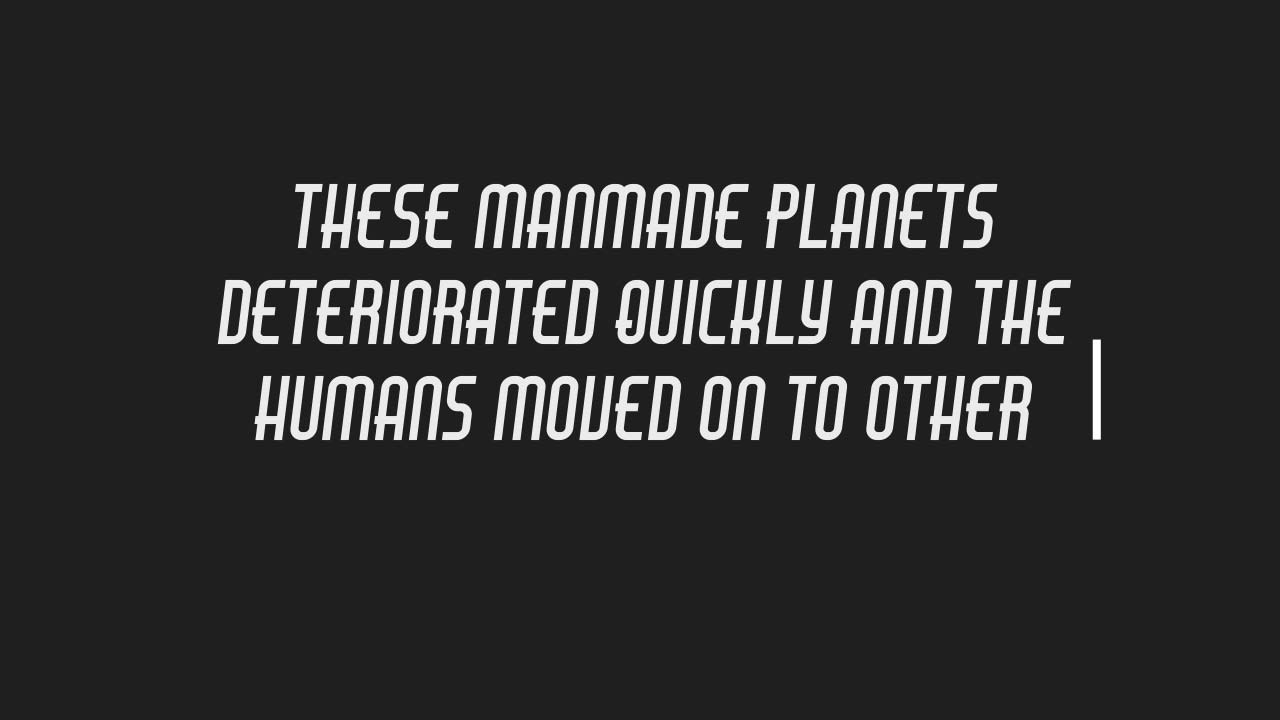 THESE MANMADE PLANETS
DETERIORATED QUICKLY AND THE
HUMANS MOVED ON TO OTHER